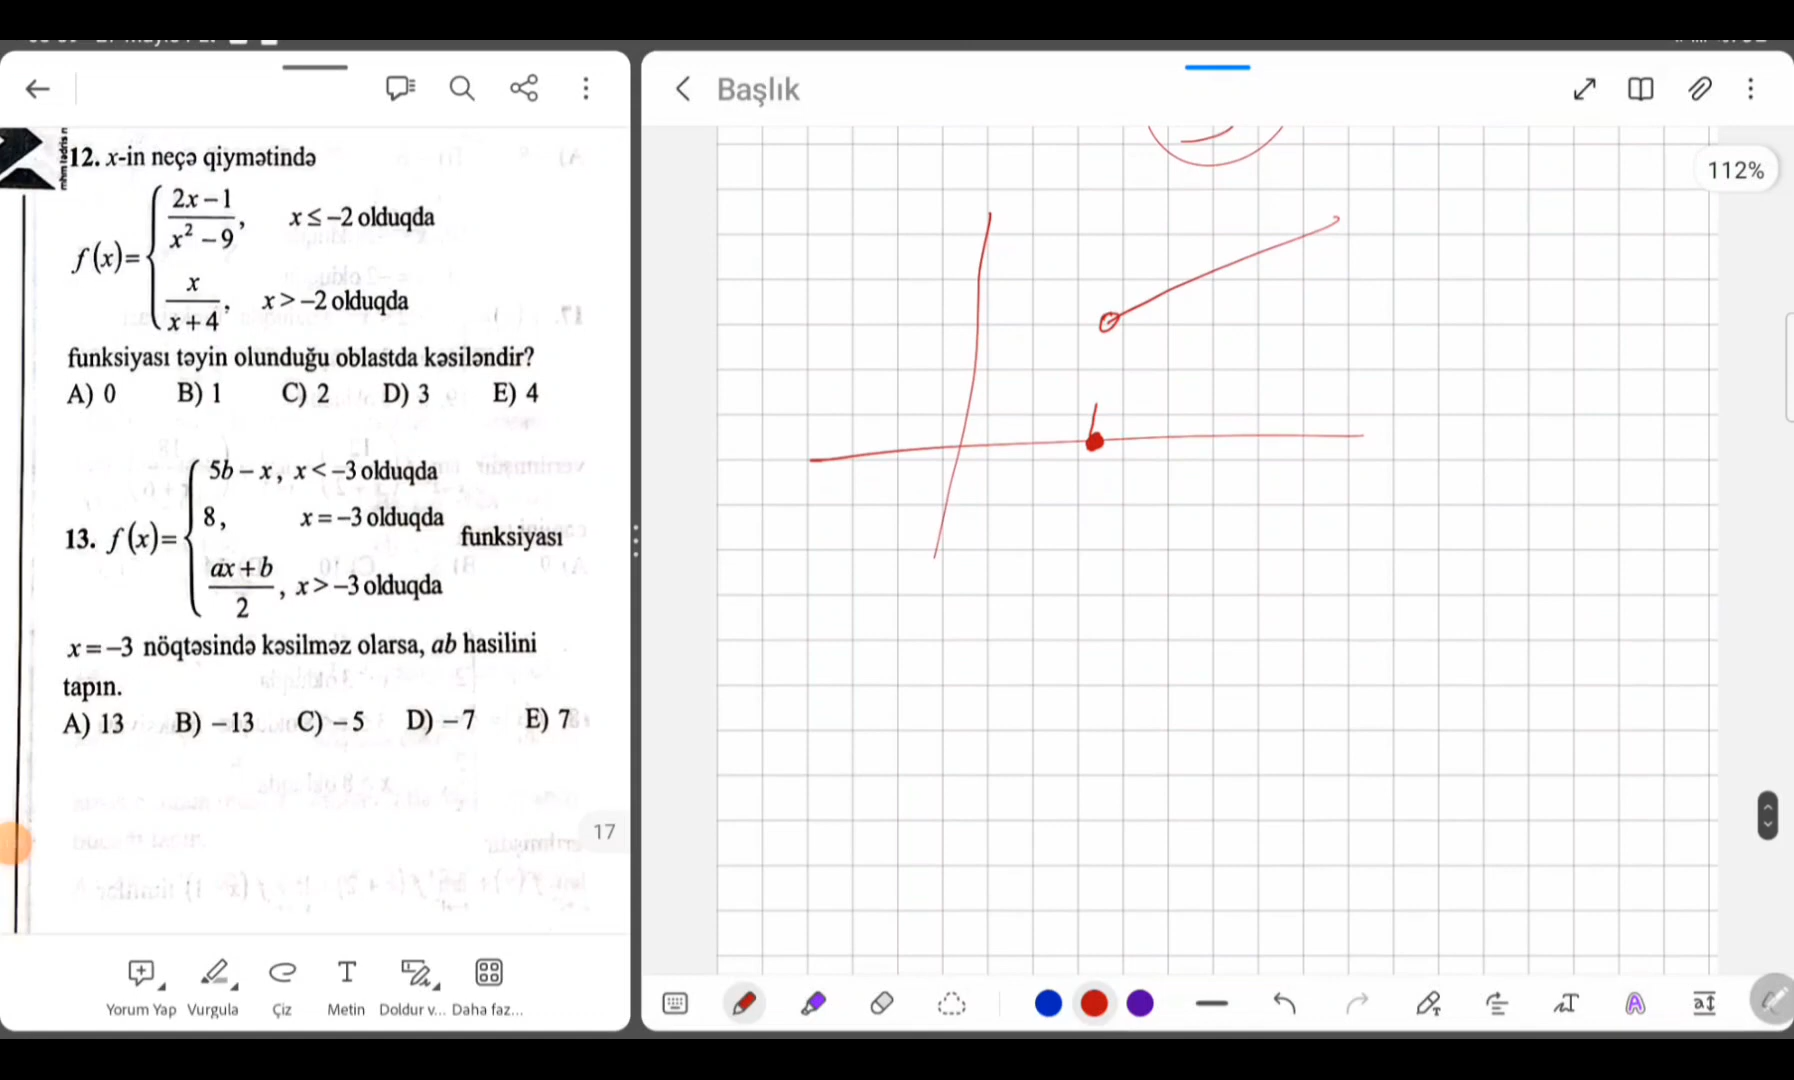 Başlık
112%
12. x-in neçə qiymətində
f(x)= { (2x−1)/(x² −9), x ≤ −2 olduqda
x/(x+4), x > −2 olduqda
funksiyası təyin olunduğu oblastda kəsiləndir?
A) 0 B) 1 C) 2 D) 3 E) 4
5b − x, x < −3 olduqda
8, x = −3 olduqda
13. f(x)= { funksiyası
(ax+b)/2, x > −3 olduqda
x = −3 nöqtəsində kəsilməz olarsa, ab hasilini
tapın.
A) 13 B) −13 C) −5 D) −7 E) 7
17
Yorum Yap Vurgula Çiz Metin Doldur v... Daha faz...